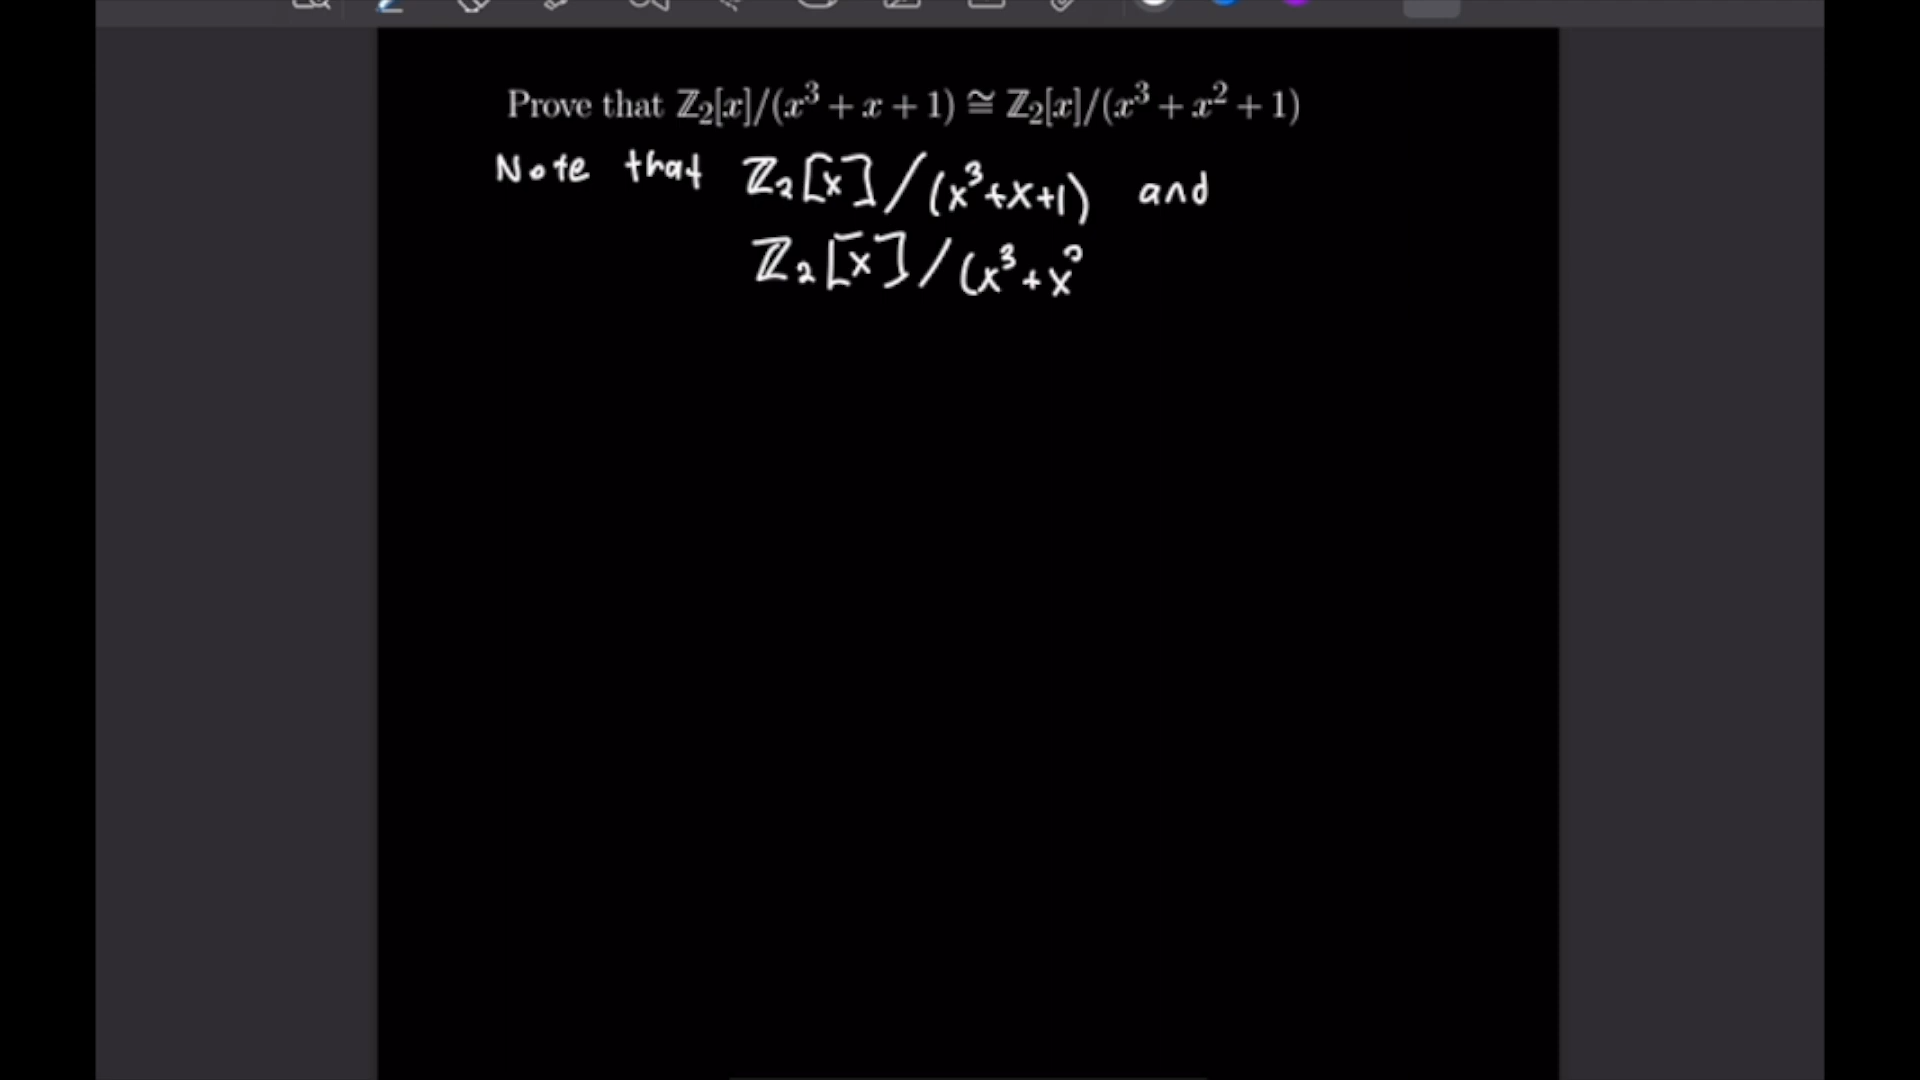 Prove that ℤ₂[x]/(x³ + x + 1) ≅ ℤ₂[x]/(x³ + x² + 1)
Note that ℤ₂[x]/(x³+x+1) and
ℤ₂[x]/(x³+x²